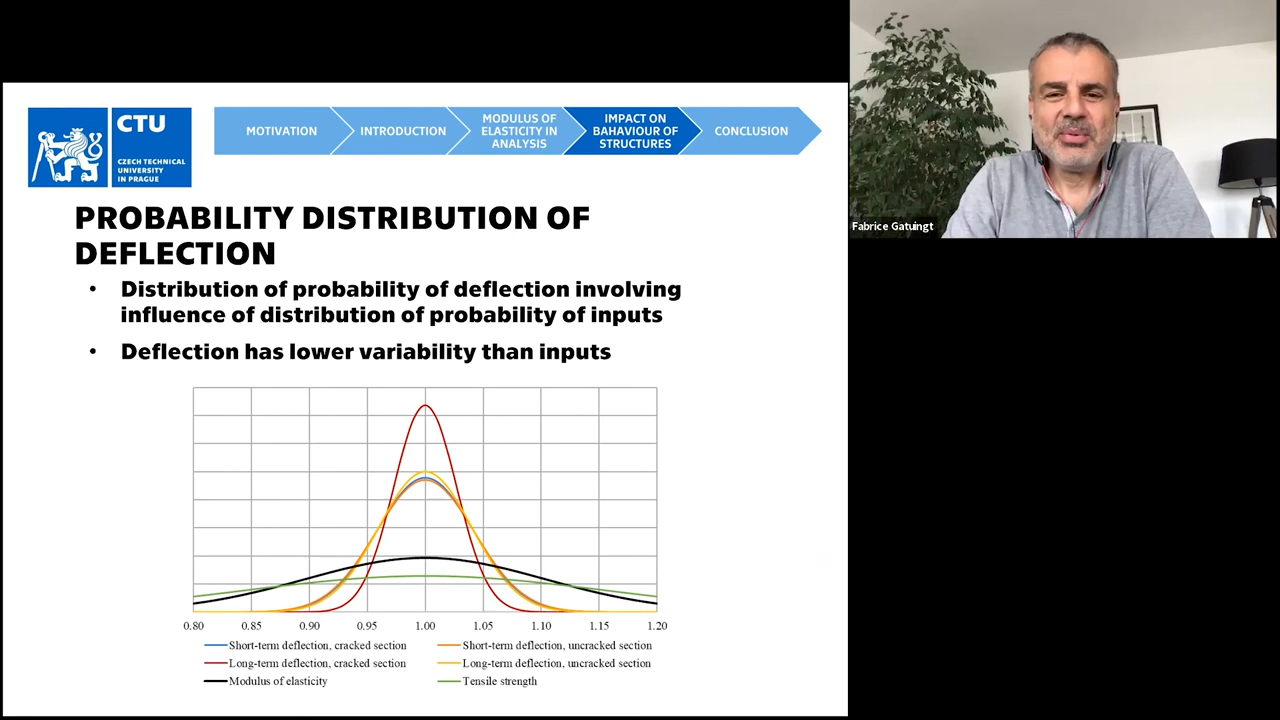 CTU
CZECH TECHNICAL
UNIVERSITY
IN PRAGUE
MOTIVATION
INTRODUCTION
MODULUS OF
ELASTICITY IN
ANALYSIS
IMPACT ON
BAHAVIOUR OF
STRUCTURES
CONCLUSION
PROBABILITY DISTRIBUTION OF
DEFLECTION
• Distribution of probability of deflection involving
influence of distribution of probability of inputs
• Deflection has lower variability than inputs
0.80 0.85 0.90 0.95 1.00 1.05 1.10 1.15 1.20
Short-term deflection, cracked section
Short-term deflection, uncracked section
Long-term deflection, cracked section
Long-term deflection, uncracked section
Modulus of elasticity
Tensile strength
Fabrice Gatuingt